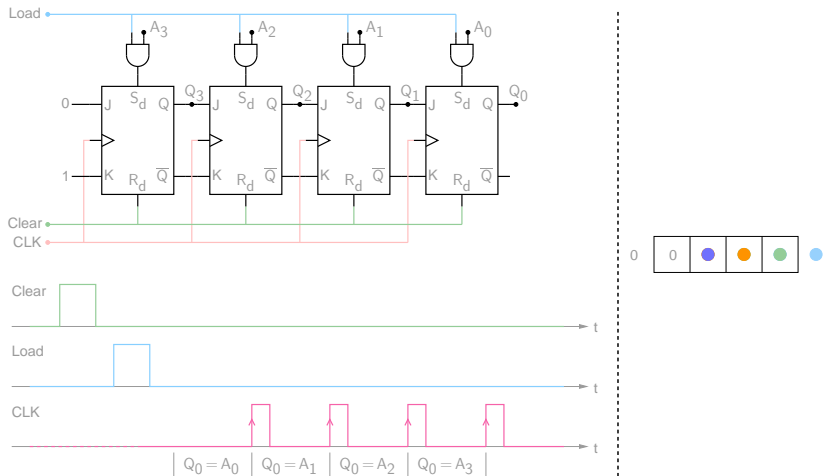 Load
A3 A2 A1 A0
0 J Sd Q Q3 J Sd Q Q2 J Sd Q Q1 J Sd Q Q0
1 K Rd Q̅ K Rd Q̅ K Rd Q̅ K Rd Q̅
Clear
CLK
0 0
Clear t
Load t
CLK t
Q0 = A0 Q0 = A1 Q0 = A2 Q0 = A3